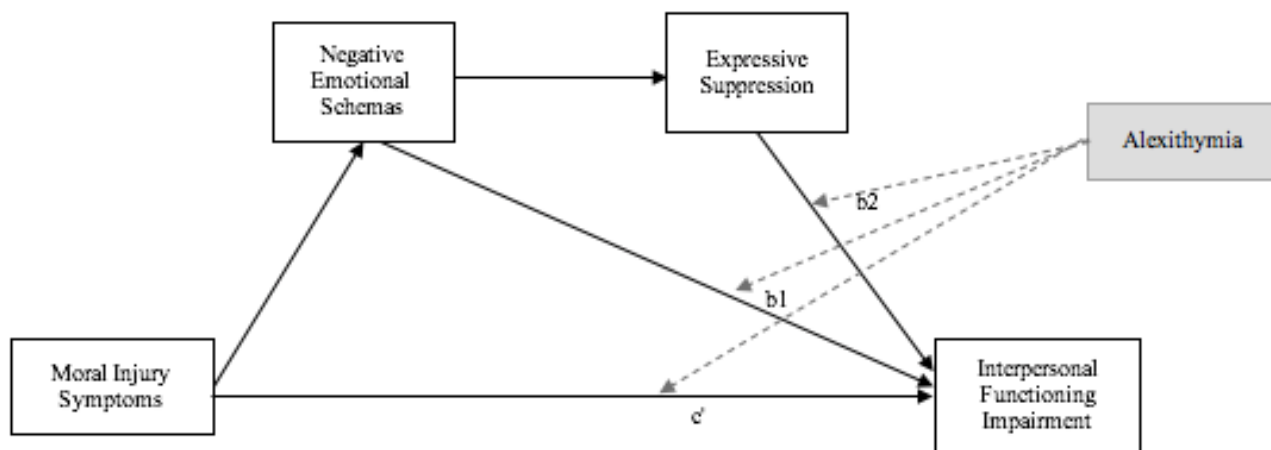 Negative
Emotional
Schemas
Expressive
Suppression
Alexithymia
b2
b1
Moral Injury
Symptoms
c'
Interpersonal
Functioning
Impairment